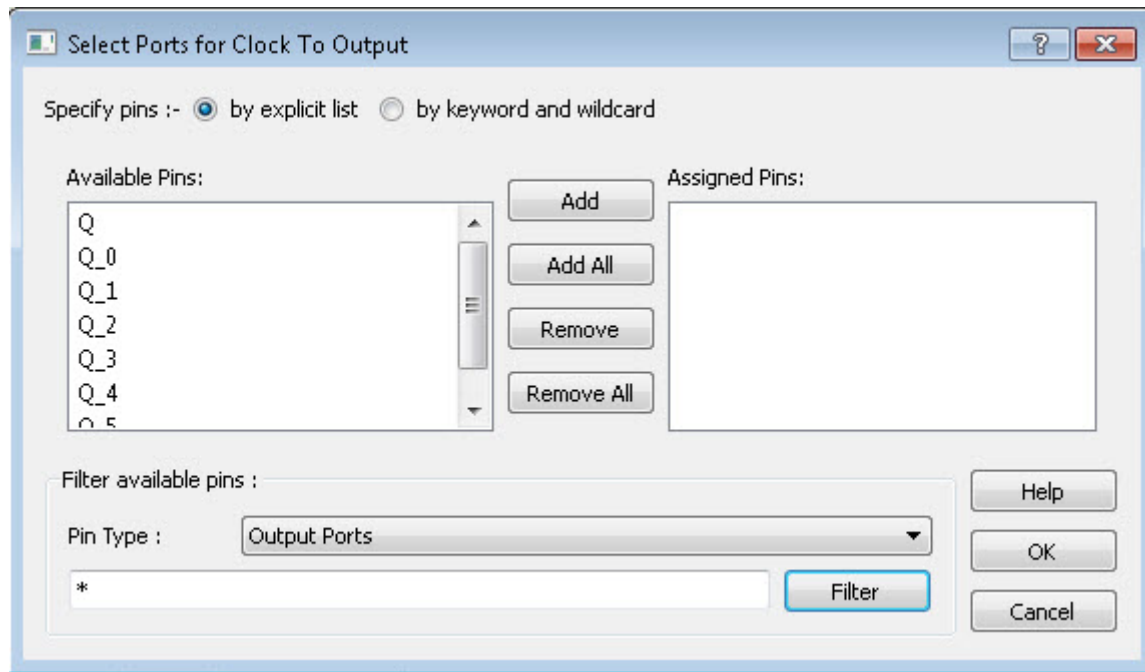 Select Ports for Clock To Output
Specify pins :- by explicit list by keyword and wildcard
Available Pins:
Q
Q_0
Q_1
Q_2
Q_3
Q_4
Q_5
Add
Add All
Remove
Remove All
Assigned Pins:
Filter available pins :
Pin Type : Output Ports
*
Filter
Help
OK
Cancel